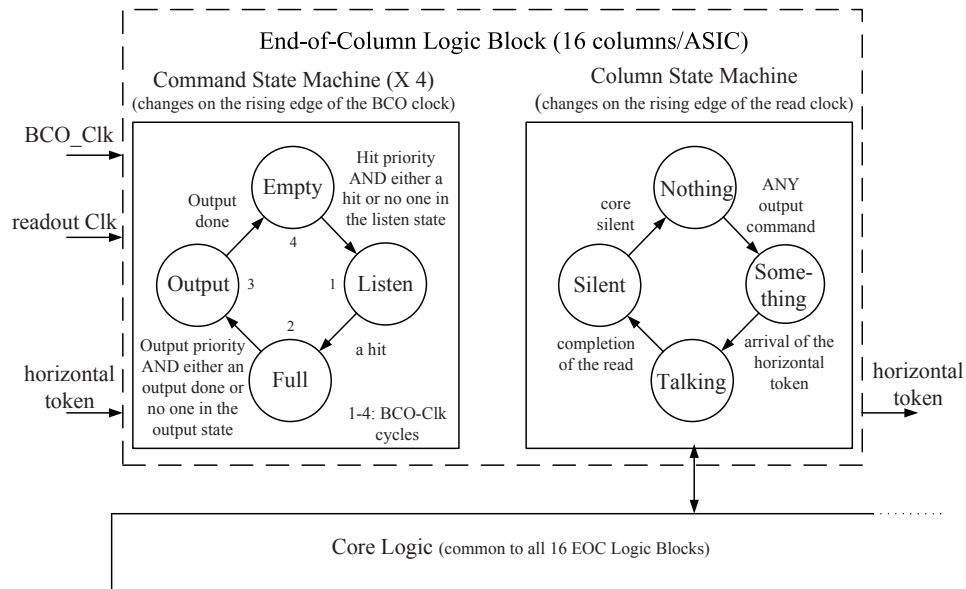 End-of-Column Logic Block (16 columns/ASIC)
Command State Machine (X 4)
(changes on the rising edge of the BCO clock)
Column State Machine
(changes on the rising edge of the read clock)
BCO_Clk
readout Clk
horizontal
token
Empty
Hit priority
AND either a
hit or no one in
the listen state
Output
done
4
Output
3
1
Listen
2
a hit
Full
Output priority
AND either an
output done or
no one in the
output state
1-4: BCO-Clk
cycles
Nothing
ANY
output
command
core
silent
Silent
Some-
thing
completion
of the read
arrival of the
horizontal
token
Talking
horizontal
token
Core Logic (common to all 16 EOC Logic Blocks)